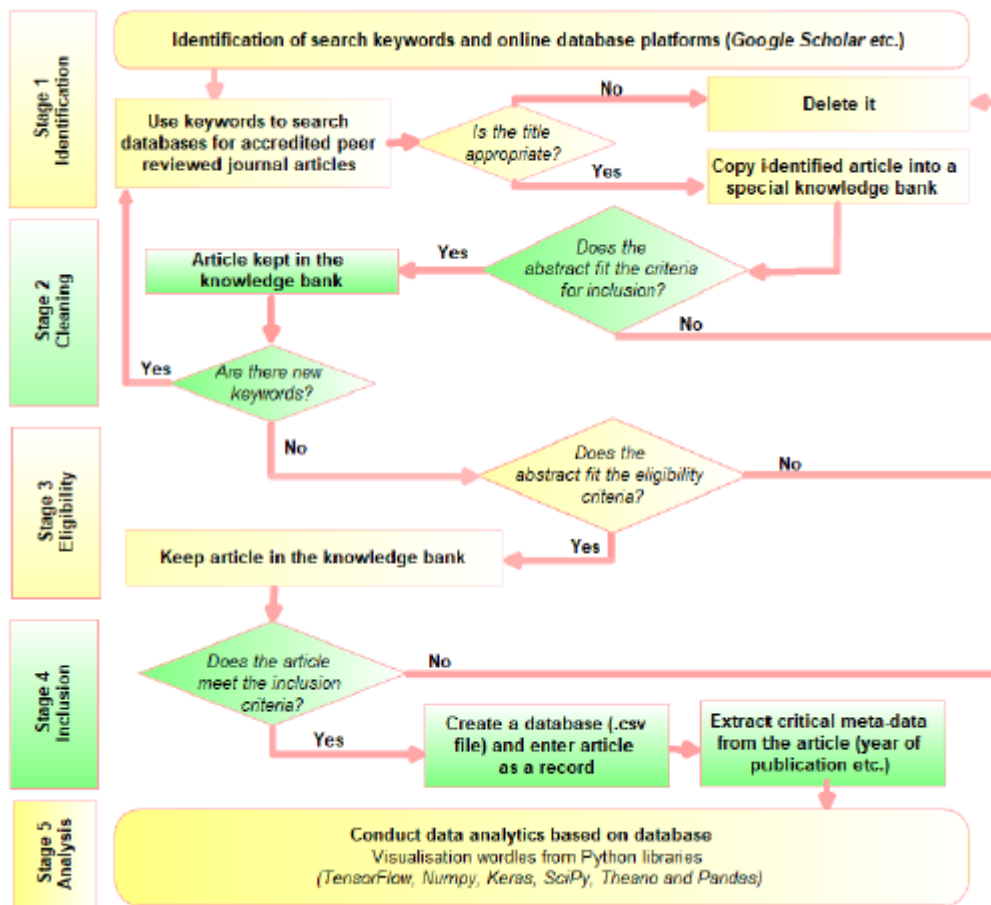 Stage 1
Identification
Identification of search keywords and online database platforms (Google Scholar etc.)
Use keywords to search
databases for accredited peer
reviewed journal articles
Is the title
appropriate?
No
Delete it
Yes
Copy identified article into a
special knowledge bank
Stage 2
Cleaning
Does the
abstract fit the criteria
for inclusion?
Yes
Article kept in the
knowledge bank
No
Are there new
keywords?
Yes
No
Stage 3
Eligibility
Does the
abstract fit the eligibility
criteria?
No
Yes
Keep article in the knowledge bank
Stage 4
Inclusion
Does the article
meet the inclusion
criteria?
No
Yes
Create a database (.csv
file) and enter article
as a record
Extract critical meta-data
from the article (year of
publication etc.)
Stage 5
Analysis
Conduct data analytics based on database
Visualisation wordles from Python libraries
(TensorFlow, Numpy, Keras, SciPy, Theano and Pandas)